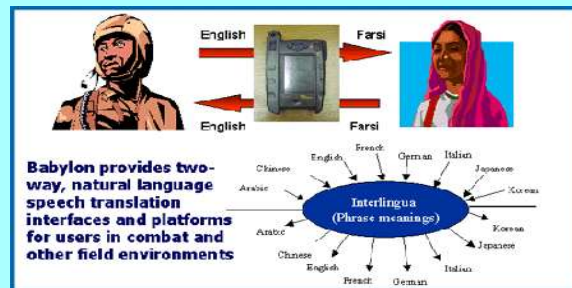 English Farsi
English Farsi
Babylon provides two-
way, natural language
speech translation
interfaces and platforms
for users in combat and
other field environments
Chinese English French German Italian Japanese
Arabic Korean
Interlingua
(Phrase meanings)
Arabic Korean
Chinese Japanese
English French German Italian